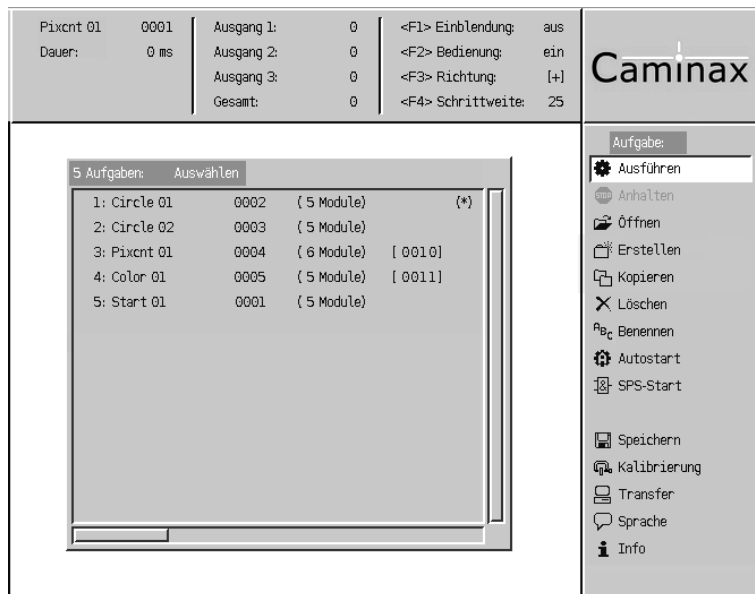 Pixcnt 01 0001
Dauer: 0 ms
Ausgang 1: 0
Ausgang 2: 0
Ausgang 3: 0
Gesamt: 0
<F1> Einblendung: aus
<F2> Bedienung: ein
<F3> Richtung: [+]
<F4> Schrittweite: 25
Caminax
5 Aufgaben: Auswählen
1: Circle 01 0002 ( 5 Module) (*)
2: Circle 02 0003 ( 5 Module)
3: Pixcnt 01 0004 ( 6 Module) [ 0010]
4: Color 01 0005 ( 5 Module) [ 0011]
5: Start 01 0001 ( 5 Module)
Aufgabe:
Ausführen
STOP Anhalten
Öffnen
Erstellen
Kopieren
Löschen
ABC Benennen
Autostart
SPS-Start
Speichern
Kalibrierung
Transfer
Sprache
Info